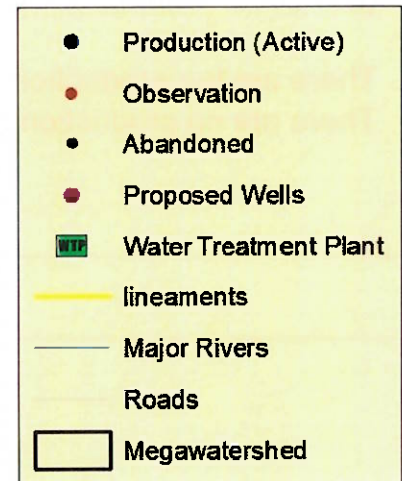 Production (Active)
Observation
Abandoned
Proposed Wells
WTP Water Treatment Plant
lineaments
Major Rivers
Roads
Megawatershed